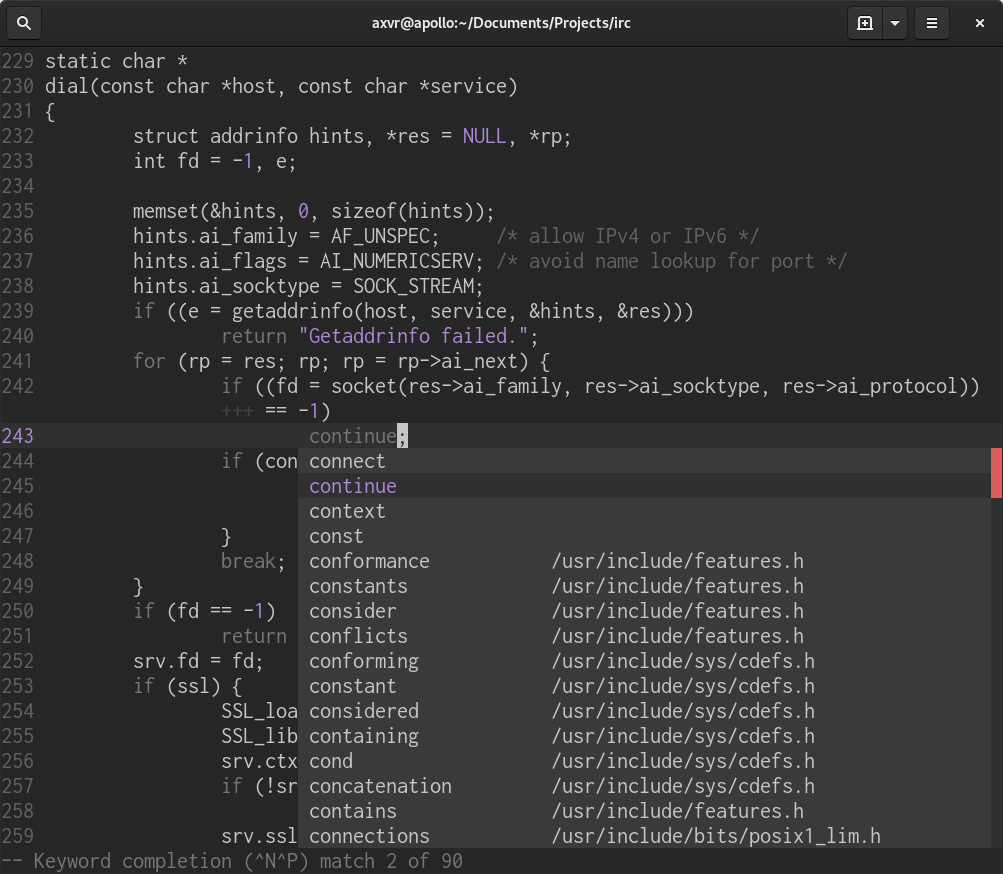 axvr@apollo:~/Documents/Projects/irc
229 static char *
230 dial(const char *host, const char *service)
231 {
232         struct addrinfo hints, *res = NULL, *rp;
233         int fd = -1, e;
234
235         memset(&hints, 0, sizeof(hints));
236         hints.ai_family = AF_UNSPEC;     /* allow IPv4 or IPv6 */
237         hints.ai_flags = AI_NUMERICSERV; /* avoid name lookup for port */
238         hints.ai_socktype = SOCK_STREAM;
239         if ((e = getaddrinfo(host, service, &hints, &res)))
240                 return "Getaddrinfo failed.";
241         for (rp = res; rp; rp = rp->ai_next) {
242                 if ((fd = socket(res->ai_family, res->ai_socktype, res->ai_protocol))
                +++ == -1)
243                         continue;
244                 if (con connect
245                         continue
246                         context
247                 }       const
248                 break;  conformance           /usr/include/features.h
249         }               constants             /usr/include/features.h
250         if (fd == -1)   consider              /usr/include/features.h
251                 return  conflicts             /usr/include/features.h
252         srv.fd = fd;    conforming            /usr/include/sys/cdefs.h
253         if (ssl) {      constant              /usr/include/sys/cdefs.h
254                 SSL_loa considered            /usr/include/sys/cdefs.h
255                 SSL_lib containing            /usr/include/sys/cdefs.h
256                 srv.ctx cond                  /usr/include/sys/cdefs.h
257                 if (!sr concatenation         /usr/include/sys/cdefs.h
258                         contains              /usr/include/features.h
259                 srv.ssl connections           /usr/include/bits/posix1_lim.h
-- Keyword completion (^N^P) match 2 of 90